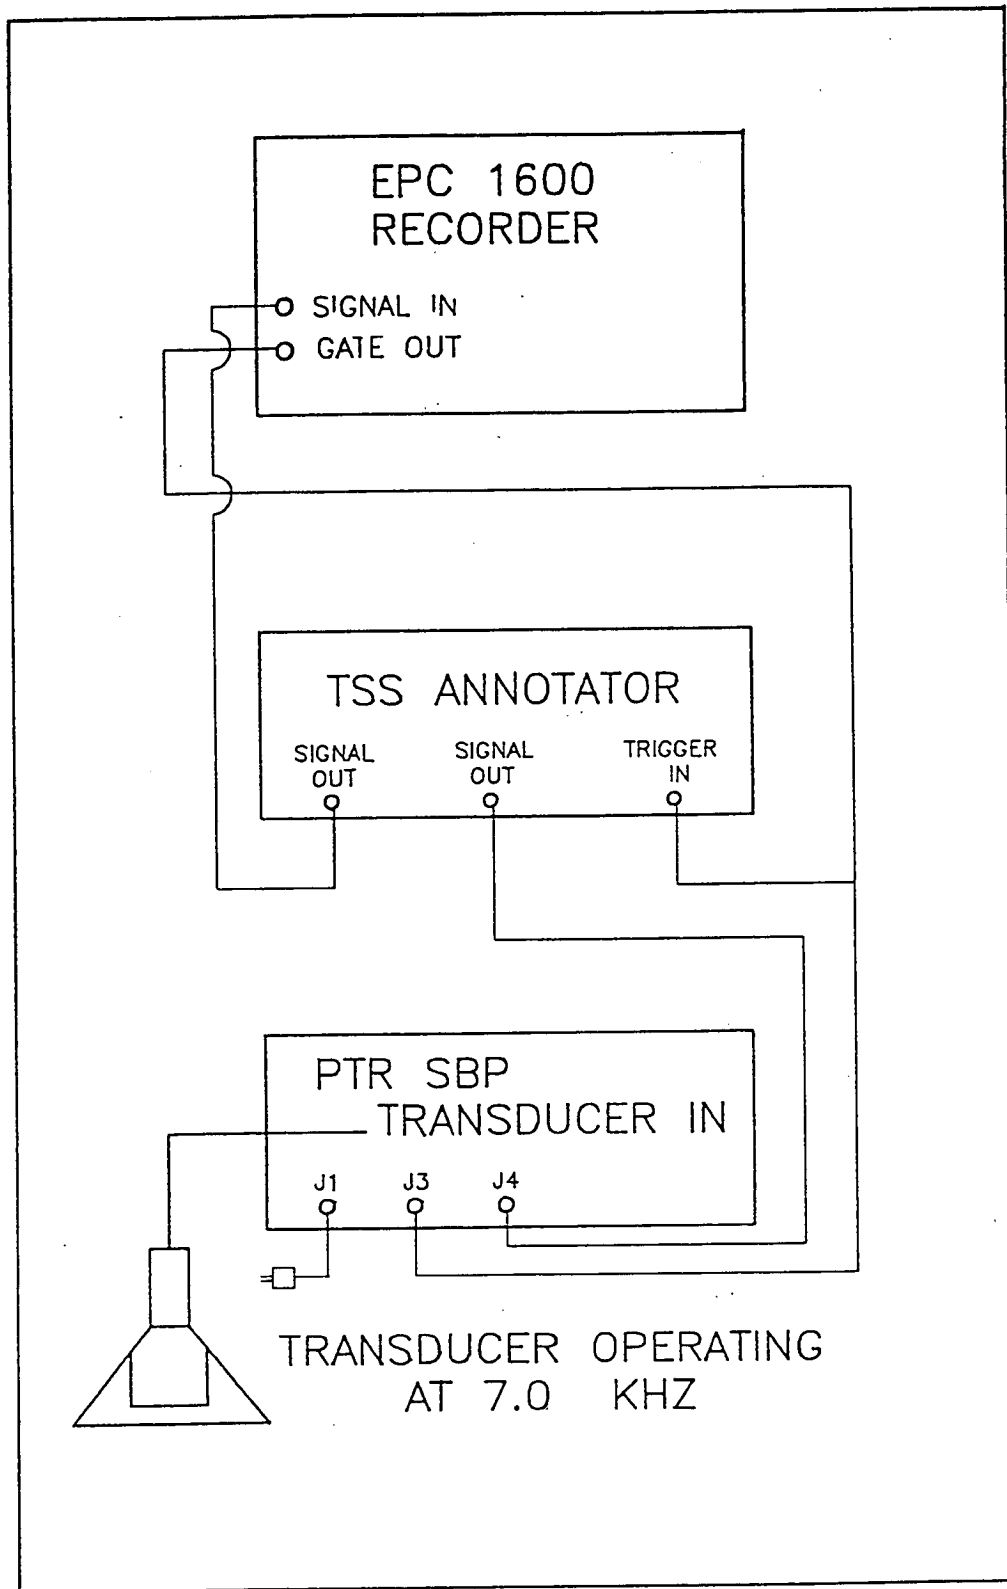 EPC 1600
RECORDER
SIGNAL IN
GATE OUT
TSS ANNOTATOR
SIGNAL
OUT
SIGNAL
OUT
TRIGGER
IN
PTR SBP
TRANSDUCER IN
J1
J3
J4
TRANSDUCER OPERATING
AT 7.0 KHZ